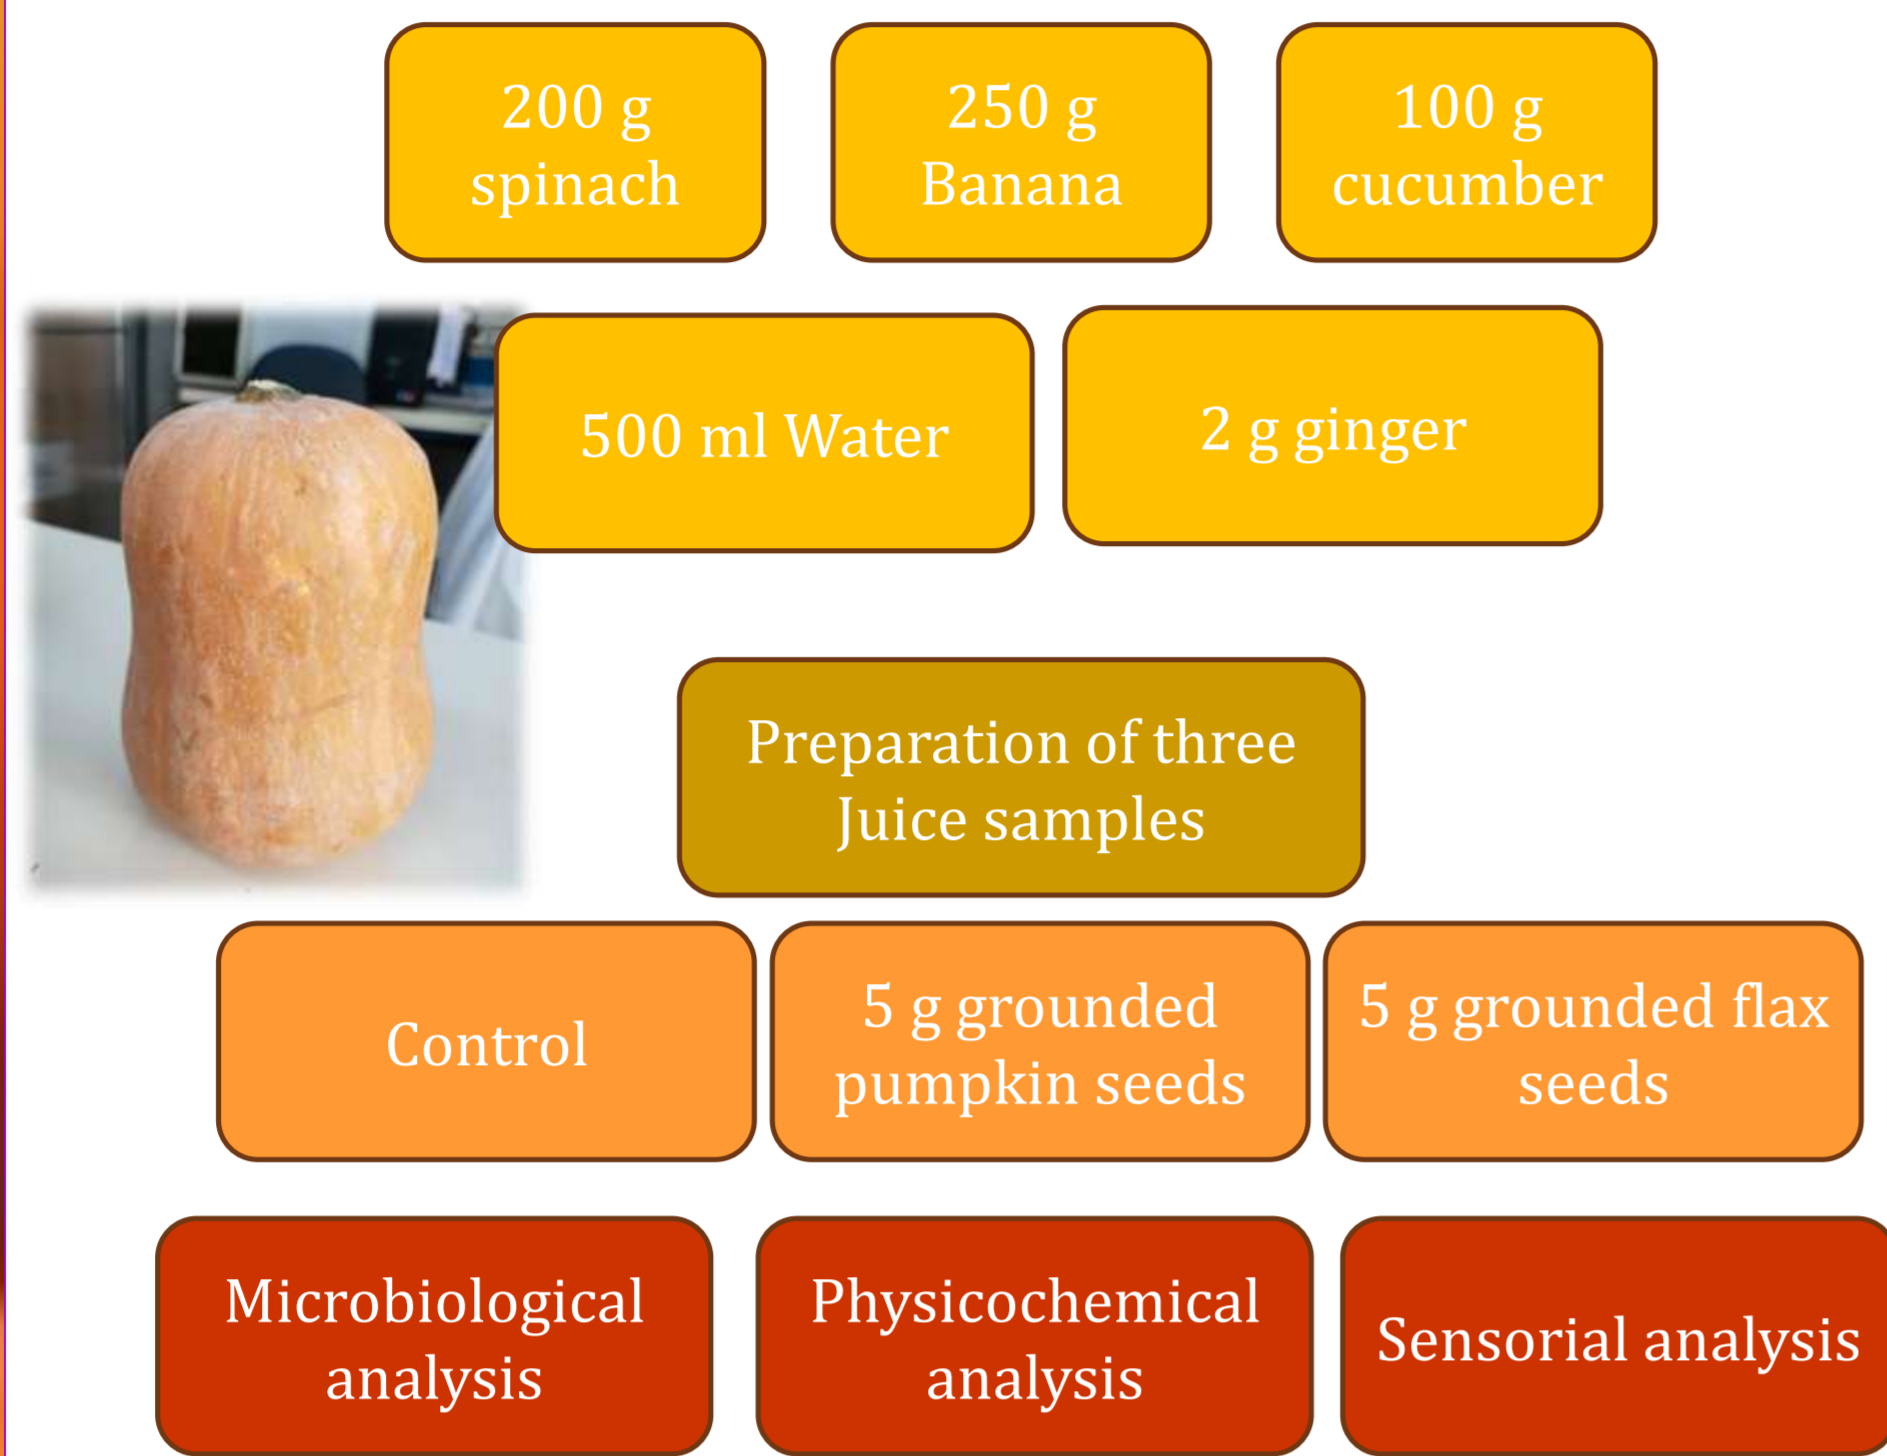 200 g
spinach
250 g
Banana
100 g
cucumber
500 ml Water
2 g ginger
Preparation of three
Juice samples
Control
5 g grounded
pumpkin seeds
5 g grounded flax
seeds
Microbiological
analysis
Physicochemical
analysis
Sensorial analysis